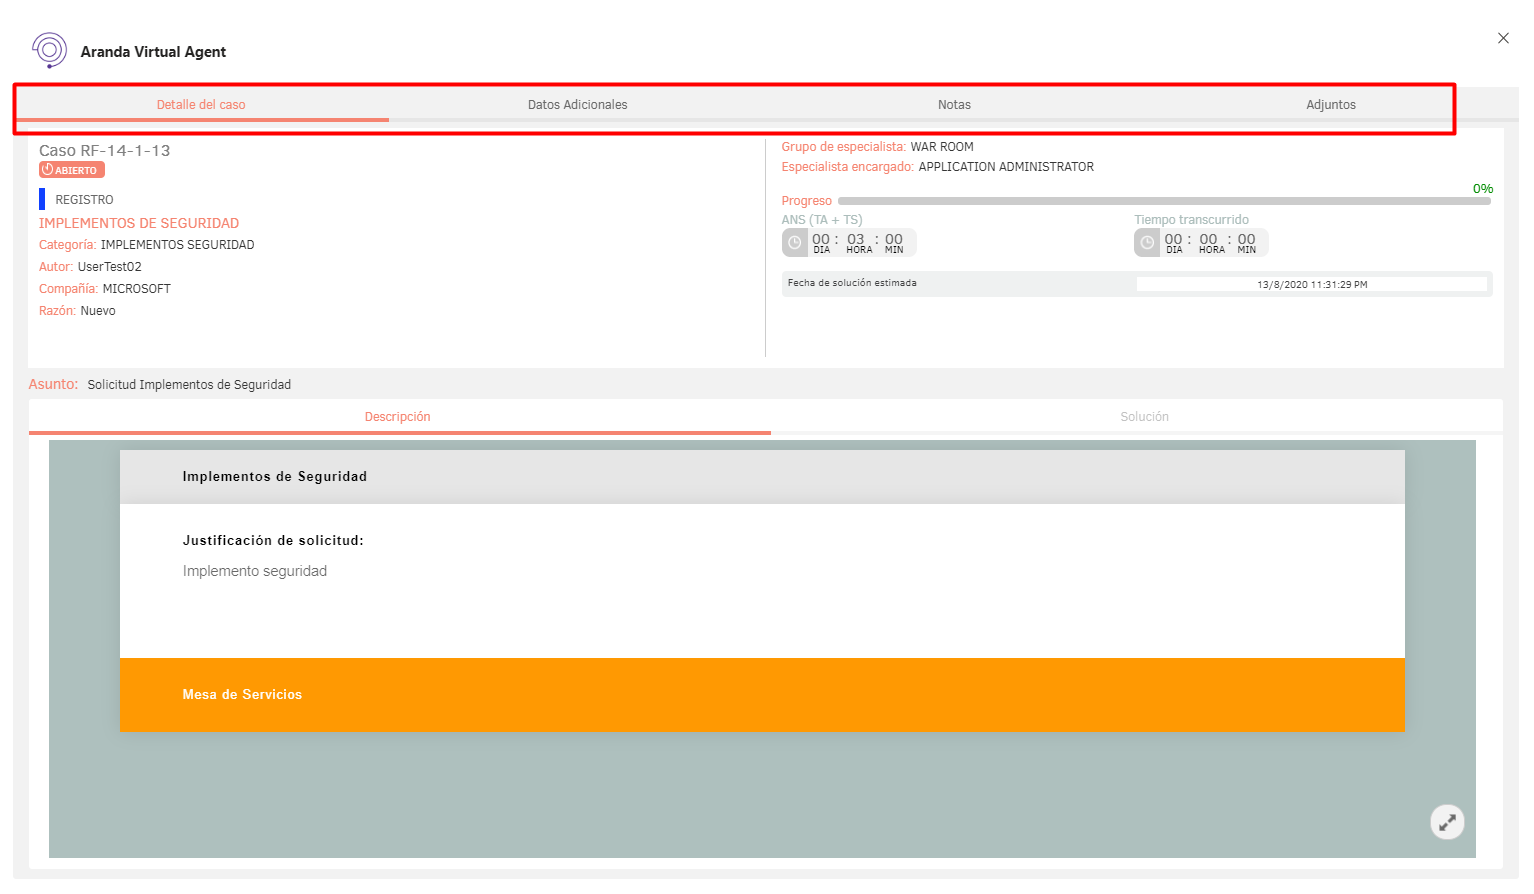 Aranda Virtual Agent
Detalle del caso
Datos Adicionales
Notas
Adjuntos
Caso RF-14-1-13
ABIERTO
REGISTRO
IMPLEMENTOS DE SEGURIDAD
Categoría: IMPLEMENTOS SEGURIDAD
Autor: UserTest02
Compañía: MICROSOFT
Razón: Nuevo
Grupo de especialista: WAR ROOM
Especialista encargado: APPLICATION ADMINISTRATOR
0%
Progreso
ANS (TA + TS)
00 : 03 : 00
DIA HORA MIN
Tiempo transcurrido
00 : 00 : 00
DIA HORA MIN
Fecha de solución estimada
13/8/2020 11:31:29 PM
Asunto: Solicitud Implementos de Seguridad
Descripción
Solución
Implementos de Seguridad
Justificación de solicitud:
Implemento seguridad
Mesa de Servicios